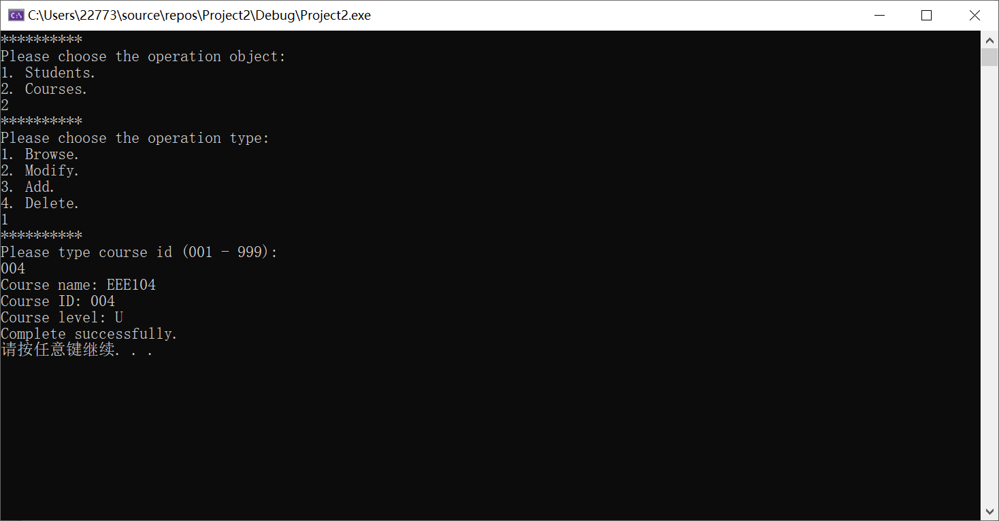 C:\Users\22773\source\repos\Project2\Debug\Project2.exe
**********
Please choose the operation object:
1. Students.
2. Courses.
2
**********
Please choose the operation type:
1. Browse.
2. Modify.
3. Add.
4. Delete.
1
**********
Please type course id (001 - 999):
004
Course name: EEE104
Course ID: 004
Course level: U
Complete successfully.
请按任意键继续. . .